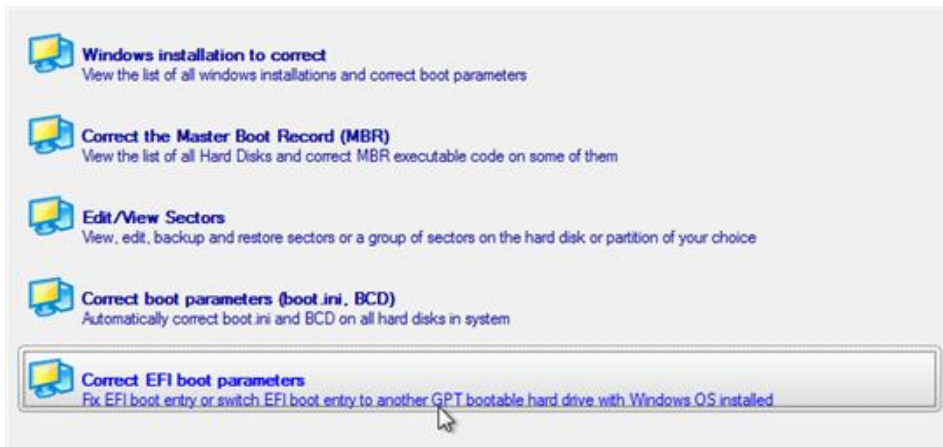 Windows installation to correct
View the list of all windows installations and correct boot parameters
Correct the Master Boot Record (MBR)
View the list of all Hard Disks and correct MBR executable code on some of them
Edit/View Sectors
View, edit, backup and restore sectors or a group of sectors on the hard disk or partition of your choice
Correct boot parameters (boot.ini, BCD)
Automatically correct boot.ini and BCD on all hard disks in system
Correct EFI boot parameters
Fix EFI boot entry or switch EFI boot entry to another GPT bootable hard drive with Windows OS installed